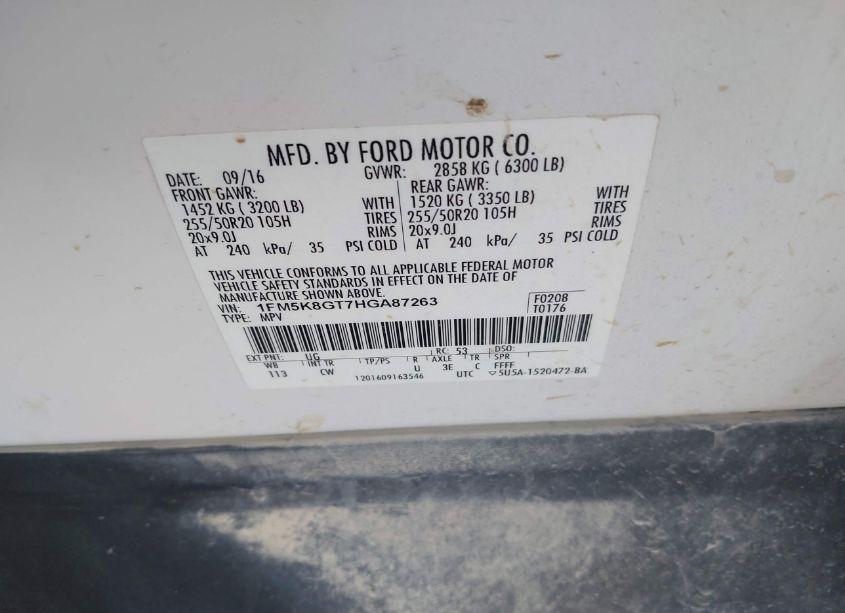 MFD. BY FORD MOTOR CO.
DATE: 09/16 GVWR: 2858 KG ( 6300 LB)
FRONT GAWR: REAR GAWR:
1452 KG ( 3200 LB) WITH 1520 KG ( 3350 LB) WITH
255/50R20 105H TIRES 255/50R20 105H TIRES
20x9.0J RIMS 20x9.0J RIMS
AT 240 kPa/ 35 PSI COLD AT 240 kPa/ 35 PSI COLD
THIS VEHICLE CONFORMS TO ALL APPLICABLE FEDERAL MOTOR
VEHICLE SAFETY STANDARDS IN EFFECT ON THE DATE OF
MANUFACTURE SHOWN ABOVE.
VIN: 1FM5K8GT7HGA87263 F0208
TYPE: MPV T0176
EXT PNT: UG RC: 53 DSO:
WB INT TR TP/PS R AXLE TR SPR
113 CW U 3E C FFFF
1201609163546 UTC ▽5U5A-1520472-BA